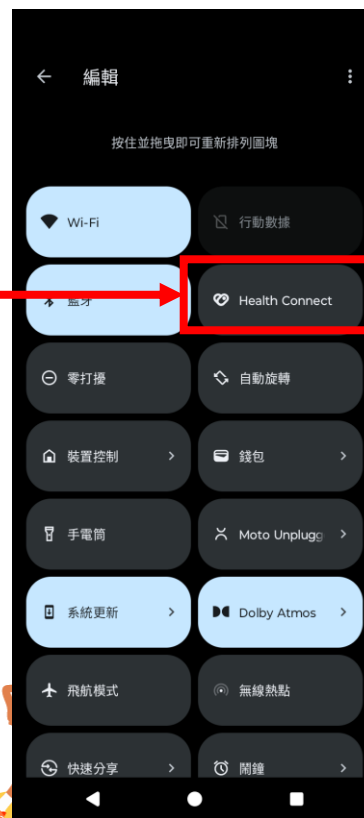 編輯
按住並拖曳即可重新排列圖塊
Wi-Fi
行動數據
藍牙
Health Connect
零打擾
自動旋轉
裝置控制
錢包
手電筒
Moto Unplugg
系統更新
Dolby Atmos
飛航模式
無線熱點
快速分享
鬧鐘